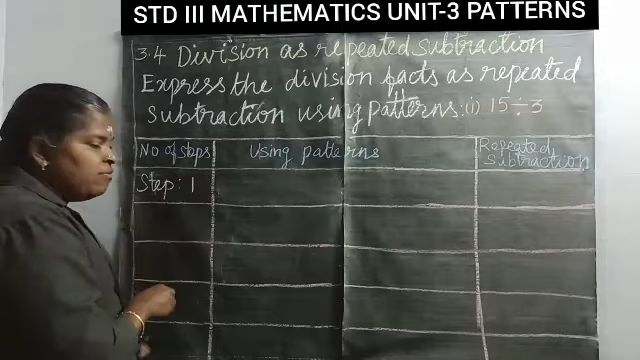 STD III MATHEMATICS UNIT-3 PATTERNS
3.4 Division as repeated subtraction
Express the division facts as repeated
subtraction using patterns: (i) 15 ÷ 3
No of steps Using patterns Repeated subtraction
Step: 1